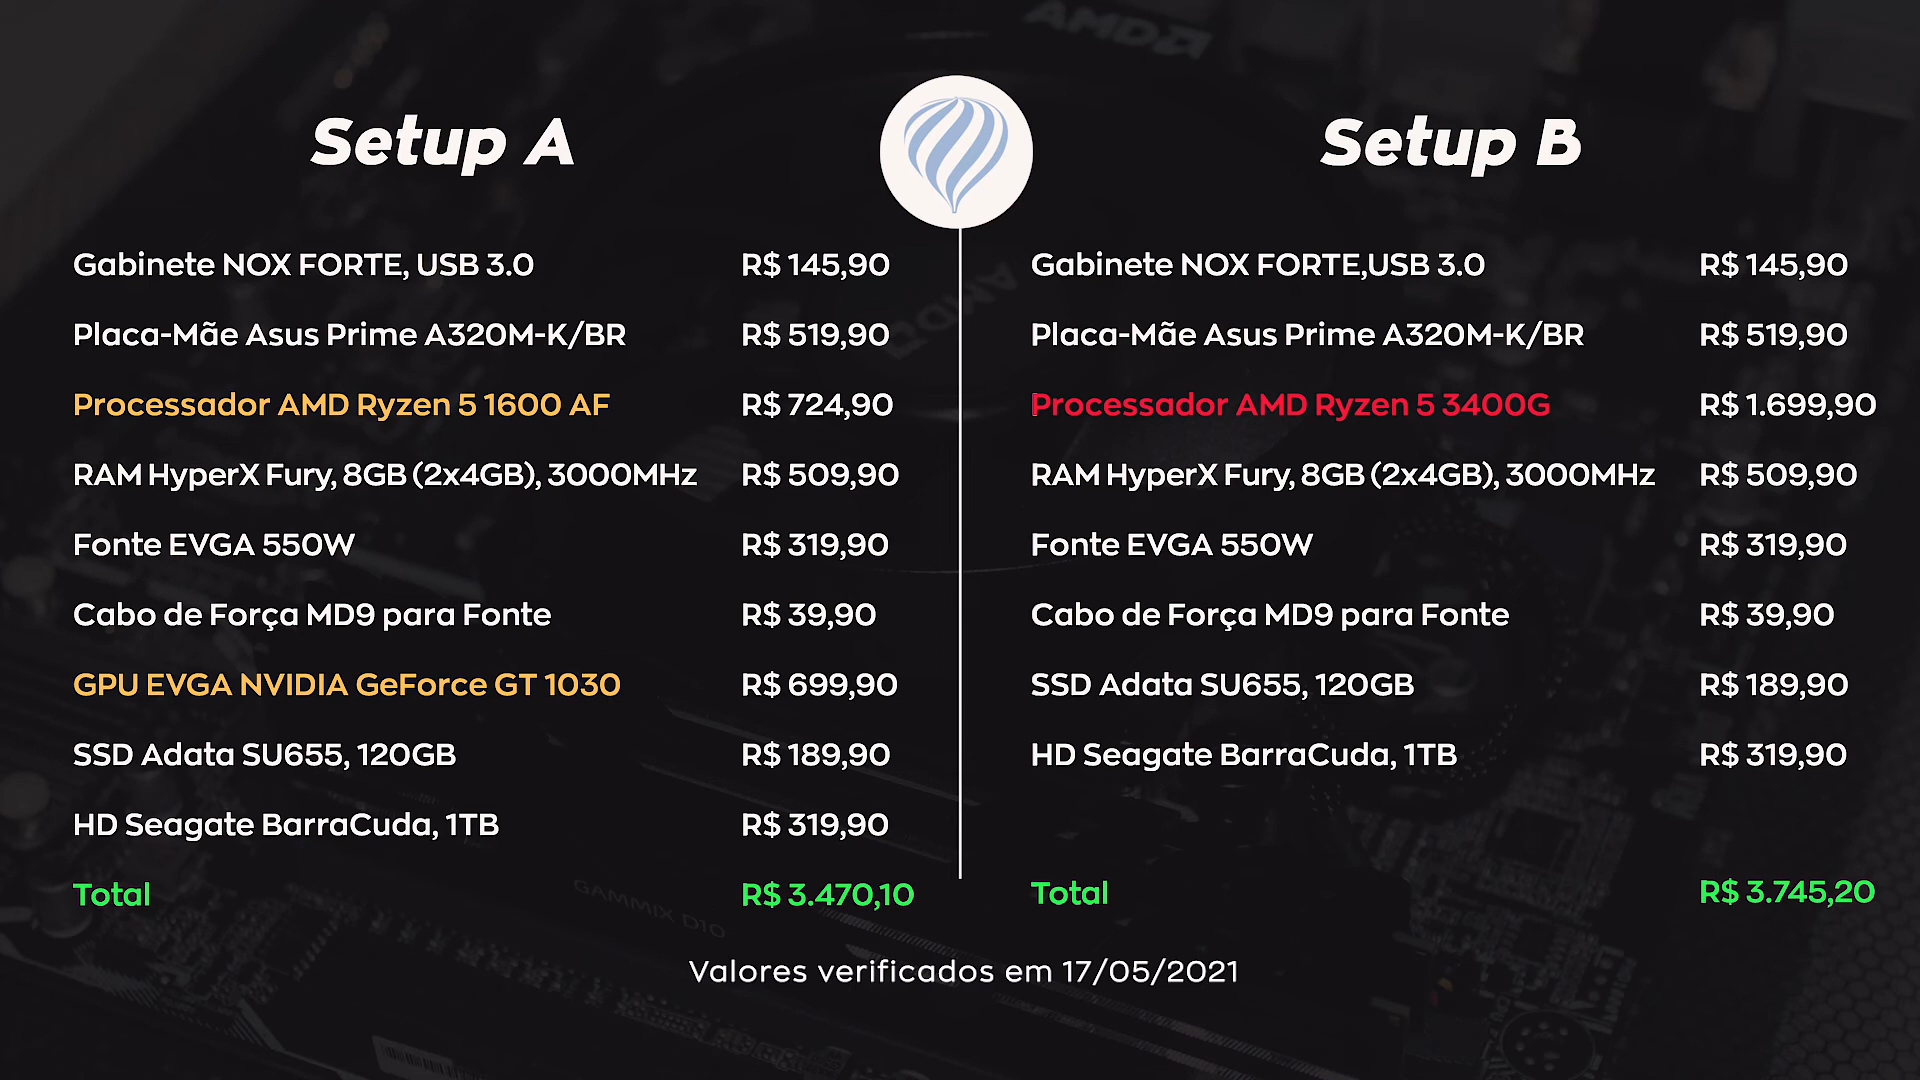 AMD
Setup A
Gabinete NOX FORTE, USB 3.0 R$ 145,90
Placa-Mãe Asus Prime A320M-K/BR R$ 519,90
Processador AMD Ryzen 5 1600 AF R$ 724,90
RAM HyperX Fury, 8GB (2x4GB), 3000MHz R$ 509,90
Fonte EVGA 550W R$ 319,90
Cabo de Força MD9 para Fonte R$ 39,90
GPU EVGA NVIDIA GeForce GT 1030 R$ 699,90
SSD Adata SU655, 120GB R$ 189,90
HD Seagate BarraCuda, 1TB R$ 319,90
Total R$ 3.470,10
Setup B
Gabinete NOX FORTE,USB 3.0 R$ 145,90
Placa-Mãe Asus Prime A320M-K/BR R$ 519,90
Processador AMD Ryzen 5 3400G R$ 1.699,90
RAM HyperX Fury, 8GB (2x4GB), 3000MHz R$ 509,90
Fonte EVGA 550W R$ 319,90
Cabo de Força MD9 para Fonte R$ 39,90
SSD Adata SU655, 120GB R$ 189,90
HD Seagate BarraCuda, 1TB R$ 319,90
Total R$ 3.745,20
AMD
GAMMIX D10
Valores verificados em 17/05/2021